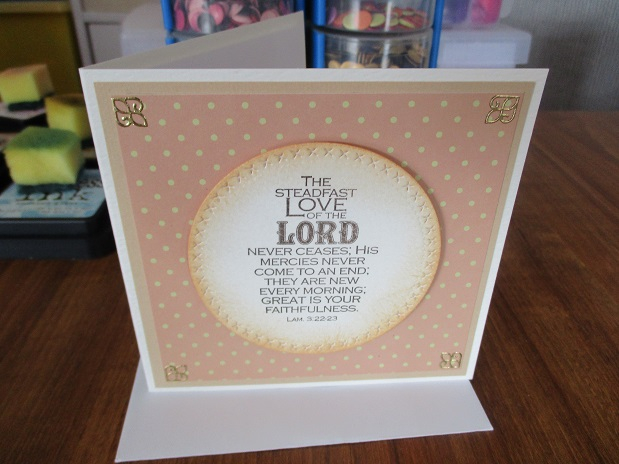 THE
STEADFAST
LOVE
OF THE
LORD
NEVER CEASES; HIS
MERCIES NEVER
COME TO AN END;
THEY ARE NEW
EVERY MORNING;
GREAT IS YOUR
FAITHFULNESS.
LAM. 3:22-23